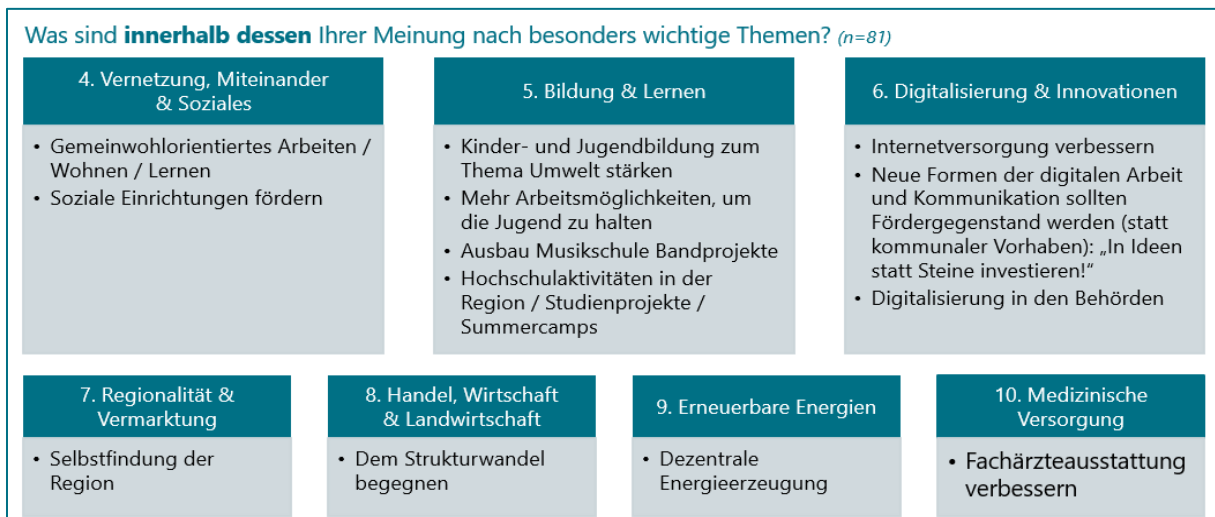 Was sind innerhalb dessen Ihrer Meinung nach besonders wichtige Themen? (n=81)
4. Vernetzung, Miteinander
& Soziales
• Gemeinwohlorientiertes Arbeiten /
Wohnen / Lernen
• Soziale Einrichtungen fördern
5. Bildung & Lernen
• Kinder- und Jugendbildung zum
Thema Umwelt stärken
• Mehr Arbeitsmöglichkeiten, um
die Jugend zu halten
• Ausbau Musikschule Bandprojekte
• Hochschulaktivitäten in der
Region / Studienprojekte /
Summercamps
6. Digitalisierung & Innovationen
• Internetversorgung verbessern
• Neue Formen der digitalen Arbeit
und Kommunikation sollten
Fördergegenstand werden (statt
kommunaler Vorhaben): „In Ideen
statt Steine investieren!“
• Digitalisierung in den Behörden
7. Regionalität &
Vermarktung
• Selbstfindung der
Region
8. Handel, Wirtschaft
& Landwirtschaft
• Dem Strukturwandel
begegnen
9. Erneuerbare Energien
• Dezentrale
Energieerzeugung
10. Medizinische
Versorgung
• Fachärzteausstattung
verbessern